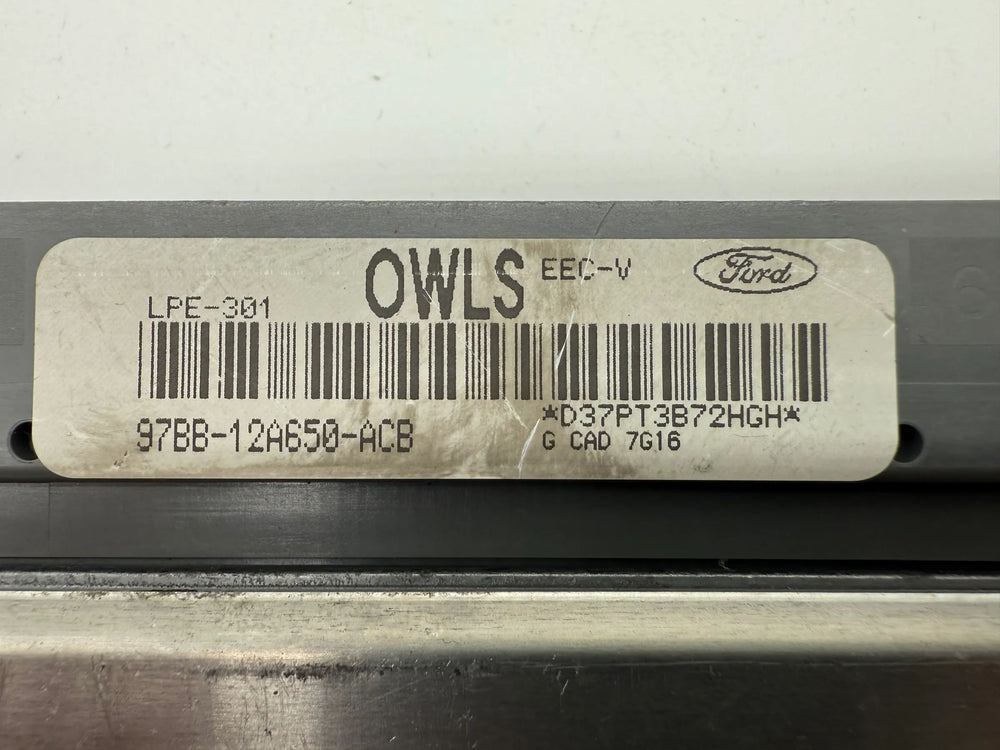 OWLS EEC-V Ford
LPE-301
*D37PT3B72HGH*
97BB-12A650-ACB
G CAD 7G16